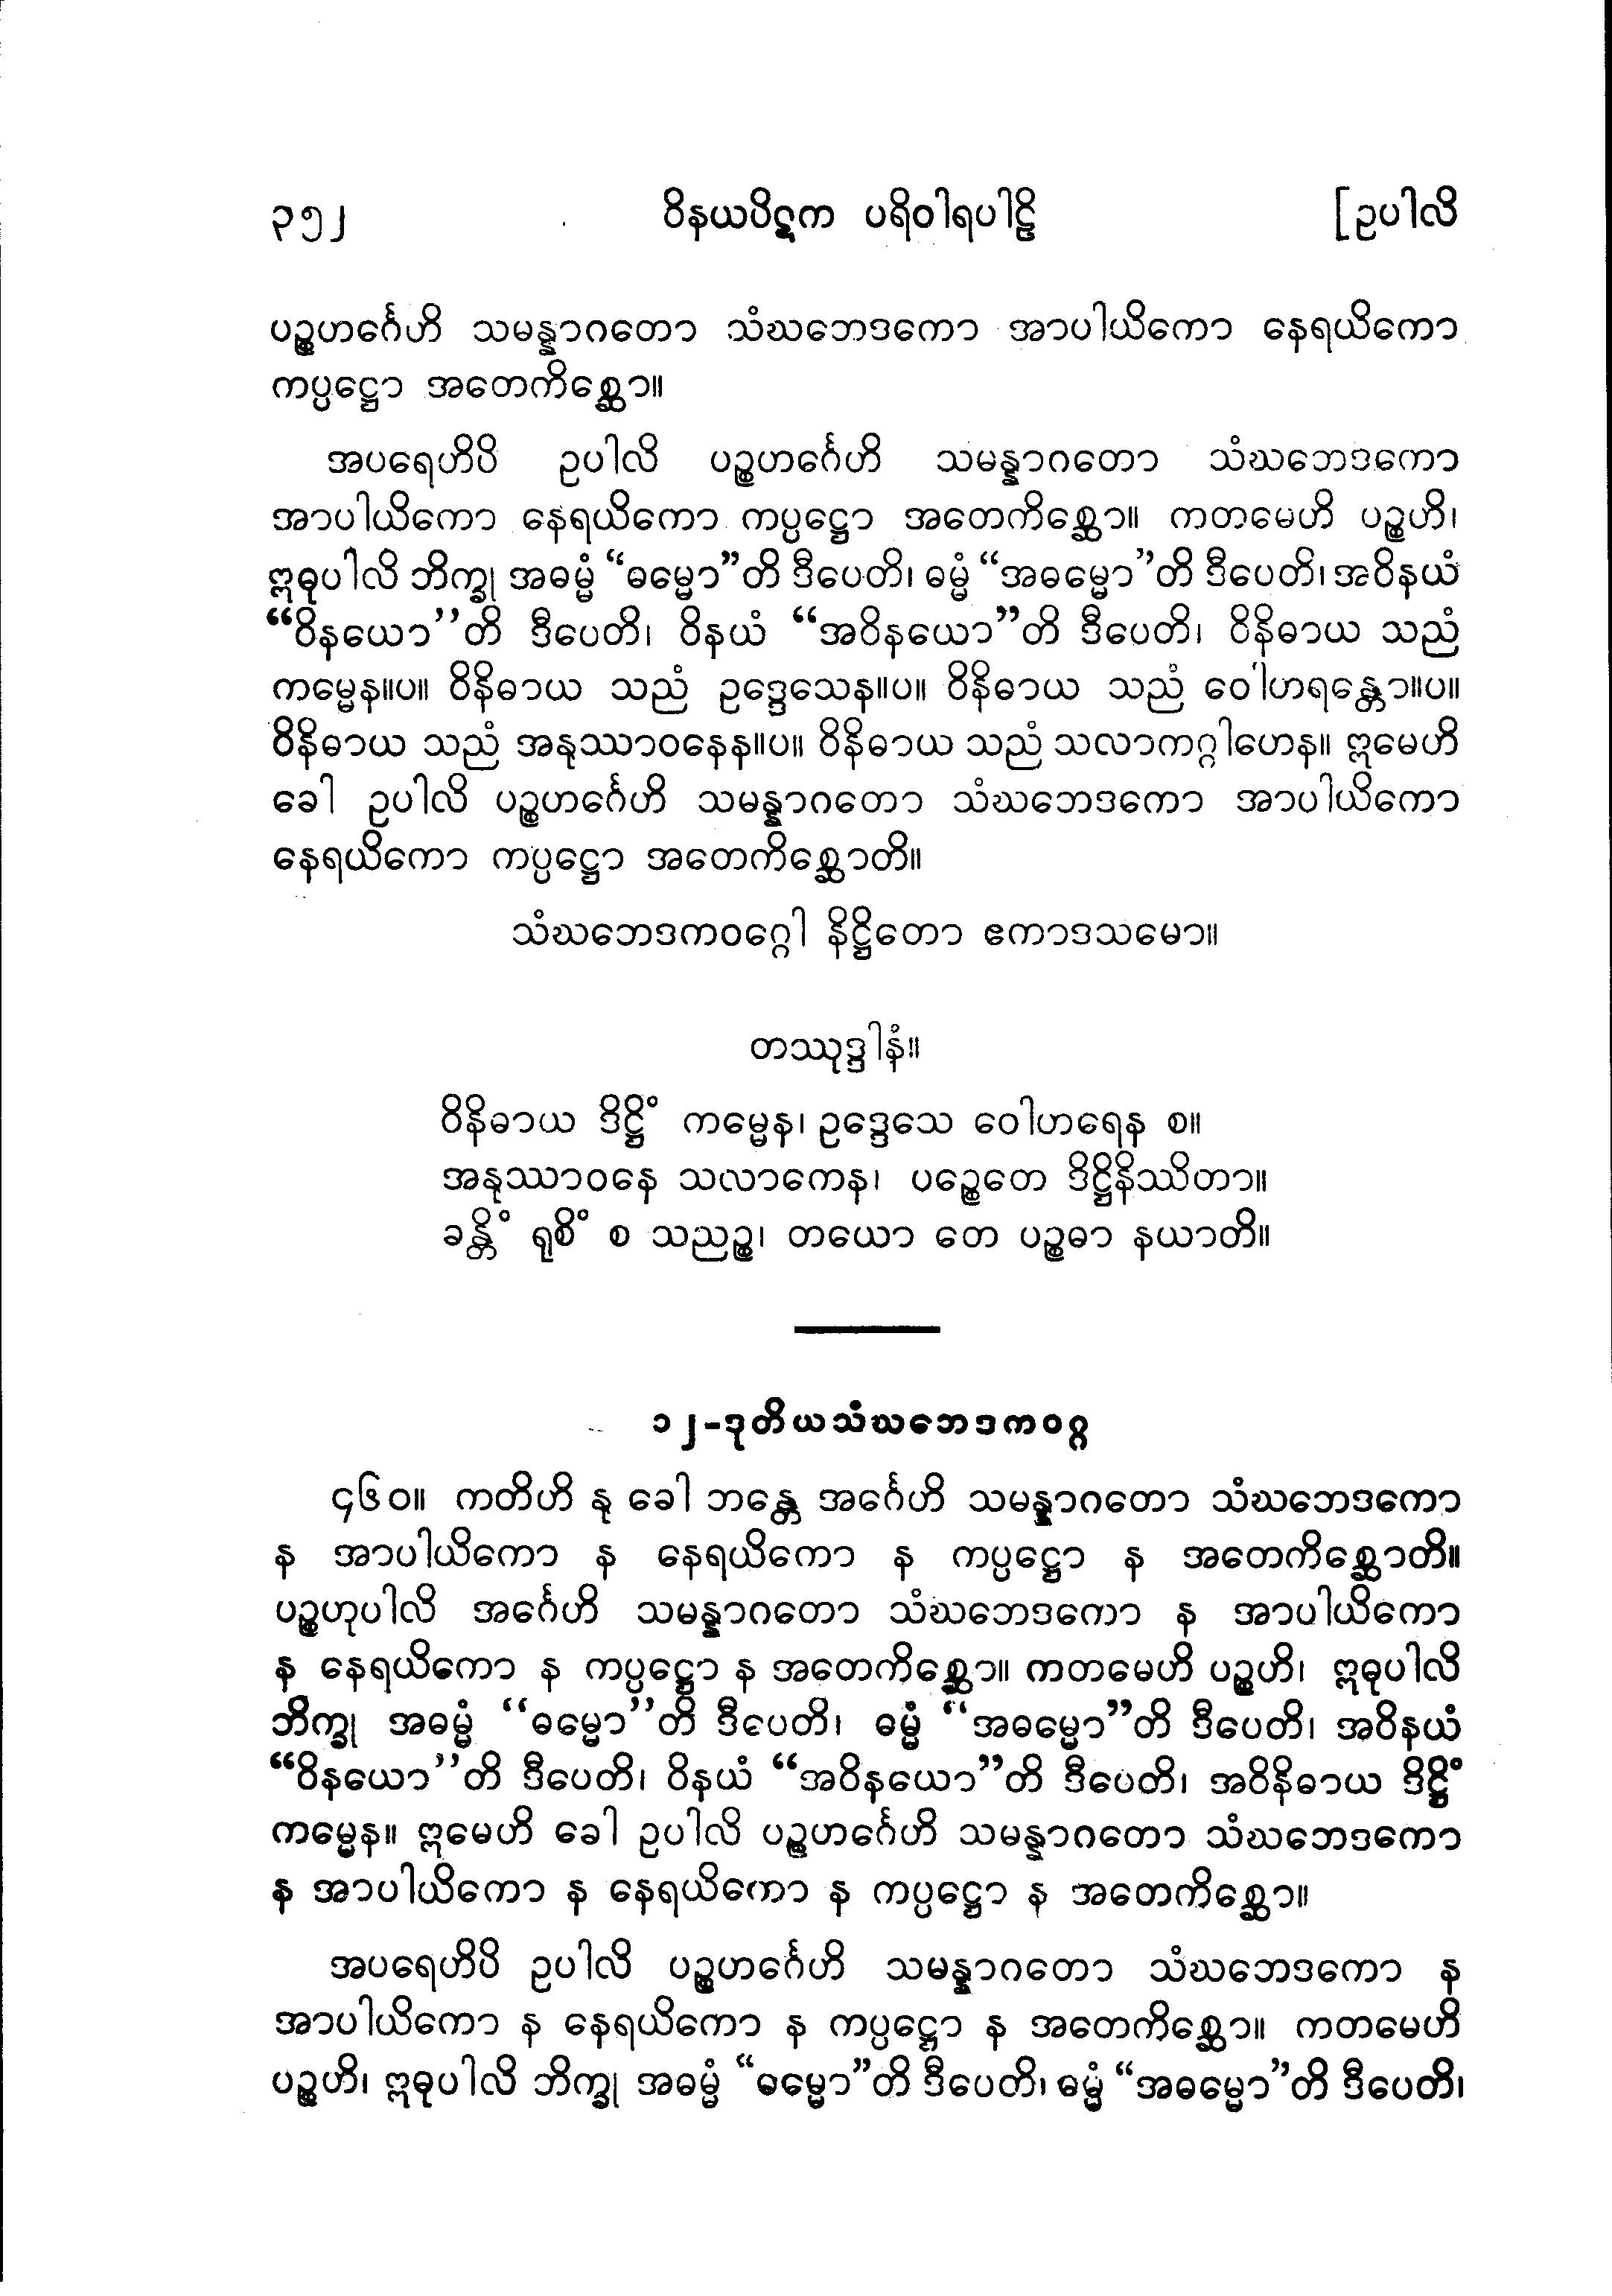 ၃၅၂ ဝိနယပိဋက ပရိဝါရပါဠိ [ဥပါလိ
ပဉ္စဟင်္ဂေဟိ သမန္နာဂတော သံဃဘေဒကော အာပါယိကော နေရယိကော
ကပ္ပဋ္ဌော အတေကိစ္ဆော။
အပရေဟိပိ ဥပါလိ ပဉ္စဟင်္ဂေဟိ သမန္နာဂတော သံဃဘေဒကော
အာပါယိကော နေရယိကော ကပ္ပဋ္ဌော အတေကိစ္ဆော။ ကတမေဟိ ပဉ္စဟိ၊
ဣဓုပါလိ ဘိက္ခု အဓမ္မံ “ဓမ္မော”တိ ဒီပေတိ၊ ဓမ္မံ “အဓမ္မော”တိ ဒီပေတိ၊ အဝိနယံ
“ဝိနယော”တိ ဒီပေတိ၊ ဝိနယံ “အဝိနယော”တိ ဒီပေတိ၊ ဝိနိဓာယ သညံ
ကမ္မေန။ပ။ ဝိနိဓာယ သညံ ဥဒ္ဒေသေန။ပ။ ဝိနိဓာယ သညံ ဝေါဟရန္တော။ပ။
ဝိနိဓာယ သညံ အနုဿာဝနေန။ပ။ ဝိနိဓာယ သညံ သလာကဂ္ဂါဟေန။ ဣမေဟိ
ခေါ ဥပါလိ ပဉ္စဟင်္ဂေဟိ သမန္နာဂတော သံဃဘေဒကော အာပါယိကော
နေရယိကော ကပ္ပဋ္ဌော အတေကိစ္ဆောတိ။
သံဃဘေဒကဝဂ္ဂေါ နိဋ္ဌိတော ဧကာဒသမော။
တဿုဒ္ဒါနံ။
ဝိနိဓာယ ဒိဋ္ဌိံ ကမ္မေန၊ ဥဒ္ဒေသေ ဝေါဟရေန စ။
အနုဿာဝနေ သလာကေန၊ ပဉ္စေတေ ဒိဋ္ဌိနိဿိတာ။
ခန္တိံ ရုစိံ စ သညဉ္စ၊ တယော တေ ပဉ္စဓာ နယာတိ။
၁၂-ဒုတိယသံဃဘေဒကဝဂ္ဂ
၄၆၀။ ကတိဟိ နု ခေါ ဘန္တေ အင်္ဂေဟိ သမန္နာဂတော သံဃဘေဒကော
န အာပါယိကော န နေရယိကော န ကပ္ပဋ္ဌော န အတေကိစ္ဆောတိ။
ပဉ္စဟုပါလိ အင်္ဂေဟိ သမန္နာဂတော သံဃဘေဒကော န အာပါယိကော
န နေရယိကော န ကပ္ပဋ္ဌော န အတေကိစ္ဆော။ ကတမေဟိ ပဉ္စဟိ၊ ဣဓုပါလိ
ဘိက္ခု အဓမ္မံ “ဓမ္မော”တိ ဒီပေတိ၊ ဓမ္မံ “အဓမ္မော”တိ ဒီပေတိ၊ အဝိနယံ
“ဝိနယော”တိ ဒီပေတိ၊ ဝိနယံ “အဝိနယော”တိ ဒီပေတိ၊ အဝိနိဓာယ ဒိဋ္ဌိံ
ကမ္မေန။ ဣမေဟိ ခေါ ဥပါလိ ပဉ္စဟင်္ဂေဟိ သမန္နာဂတော သံဃဘေဒကော
န အာပါယိကော န နေရယိကော န ကပ္ပဋ္ဌော န အတေကိစ္ဆော။
အပရေဟိပိ ဥပါလိ ပဉ္စဟင်္ဂေဟိ သမန္နာဂတော သံဃဘေဒကော န
အာပါယိကော န နေရယိကော န ကပ္ပဋ္ဌော န အတေကိစ္ဆော။ ကတမေဟိ
ပဉ္စဟိ၊ ဣဓုပါလိ ဘိက္ခု အဓမ္မံ “ဓမ္မော”တိ ဒီပေတိ၊ ဓမ္မံ “အဓမ္မော”တိ ဒီပေတိ၊